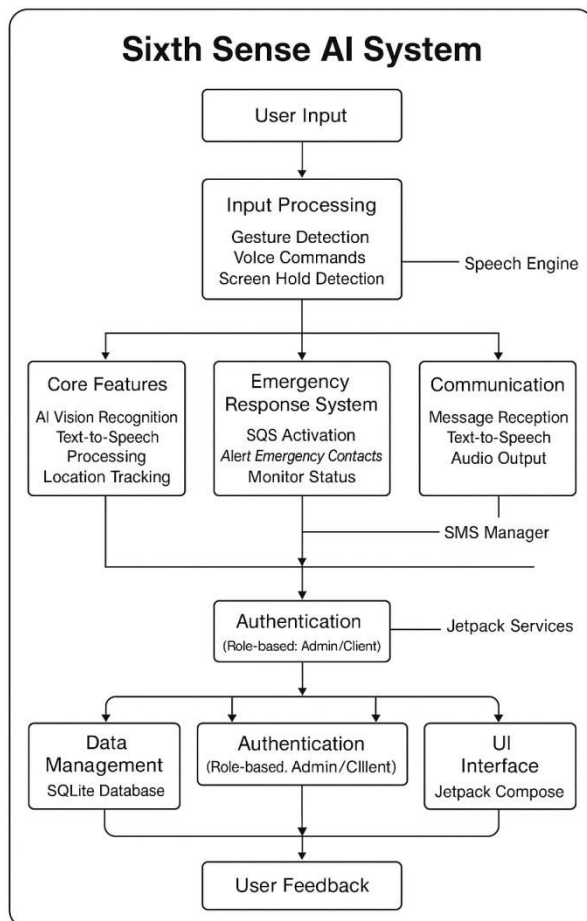 Sixth Sense AI System
User Input
Input Processing
Gesture Detection
Volce Commands
Screen Hold Detection
Speech Engine
Core Features
AI Vision Recognition
Text-to-Speech
Processing
Location Tracking
Emergency
Response System
SQS Activation
Alert Emergency Contacts
Monitor Status
Communication
Message Reception
Text-to-Speech
Audio Output
SMS Manager
Authentication
(Role-based: Admin/Client)
Jetpack Services
Data
Management
SQLite Database
Authentication
(Role-based. Admin/Clllent)
UI
Interface
Jetpack Compose
User Feedback